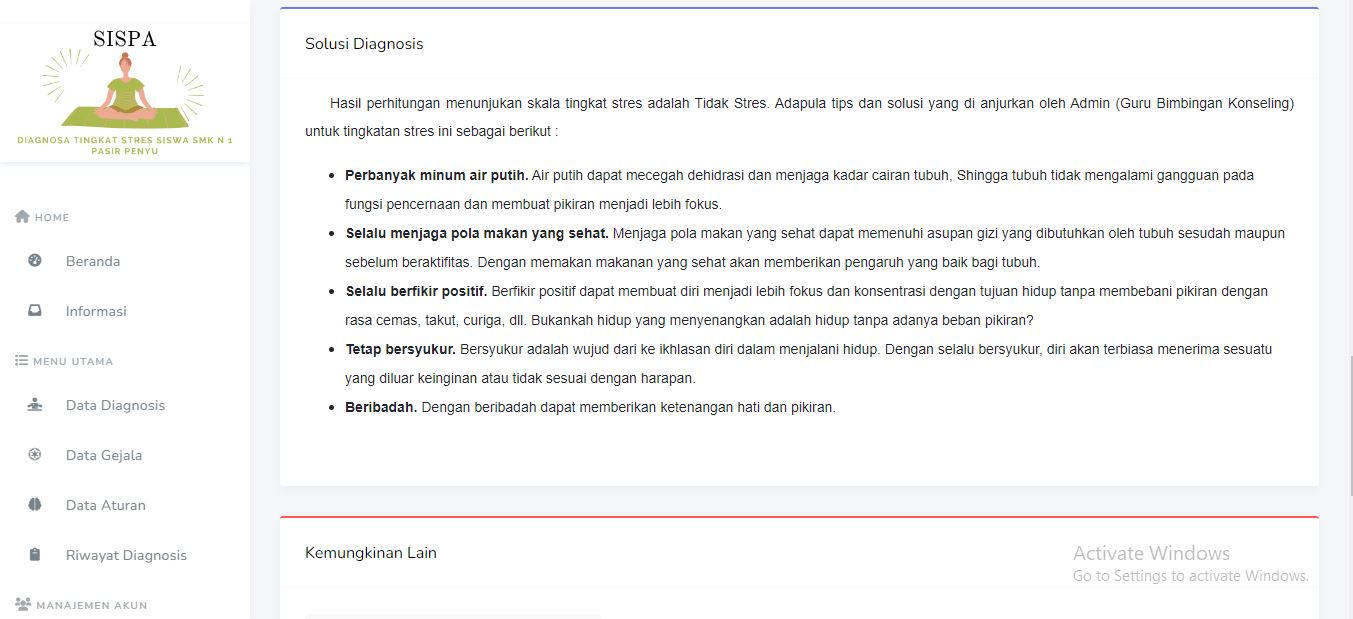 SISPA
DIAGNOSA TINGKAT STRES SISWA SMK N 1
PASIR PENYU
HOME
Beranda
Informasi
MENU UTAMA
Data Diagnosis
Data Gejala
Data Aturan
Riwayat Diagnosis
MANAJEMEN AKUN
Solusi Diagnosis
Hasil perhitungan menunjukan skala tingkat stres adalah Tidak Stres. Adapula tips dan solusi yang di anjurkan oleh Admin (Guru Bimbingan Konseling)
untuk tingkatan stres ini sebagai berikut :
• Perbanyak minum air putih. Air putih dapat mecegah dehidrasi dan menjaga kadar cairan tubuh, Shingga tubuh tidak mengalami gangguan pada
fungsi pencernaan dan membuat pikiran menjadi lebih fokus.
• Selalu menjaga pola makan yang sehat. Menjaga pola makan yang sehat dapat memenuhi asupan gizi yang dibutuhkan oleh tubuh sesudah maupun
sebelum beraktifitas. Dengan memakan makanan yang sehat akan memberikan pengaruh yang baik bagi tubuh.
• Selalu berfikir positif. Berfikir positif dapat membuat diri menjadi lebih fokus dan konsentrasi dengan tujuan hidup tanpa membebani pikiran dengan
rasa cemas, takut, curiga, dll. Bukankah hidup yang menyenangkan adalah hidup tanpa adanya beban pikiran?
• Tetap bersyukur. Bersyukur adalah wujud dari ke ikhlasan diri dalam menjalani hidup. Dengan selalu bersyukur, diri akan terbiasa menerima sesuatu
yang diluar keinginan atau tidak sesuai dengan harapan.
• Beribadah. Dengan beribadah dapat memberikan ketenangan hati dan pikiran.
Kemungkinan Lain
Activate Windows
Go to Settings to activate Windows.